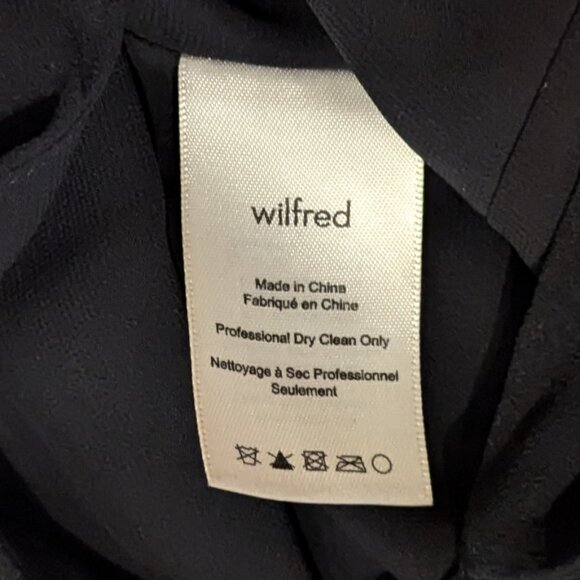 wilfred
Made in China
Fabriqué en Chine
Professional Dry Clean Only
Nettoyage à Sec Professionnel
Seulement